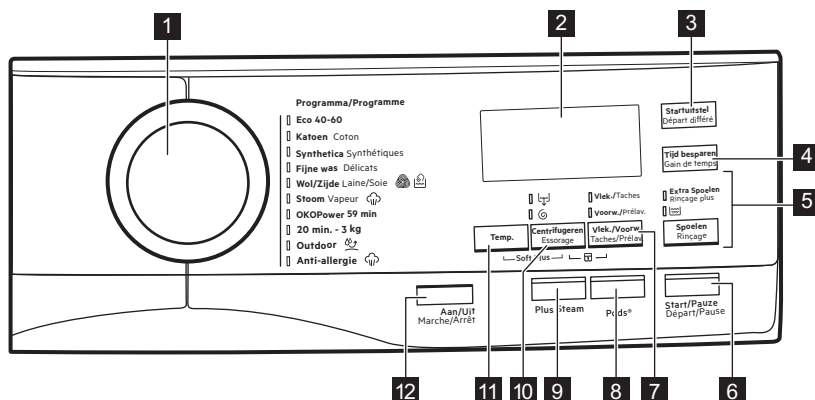 1
2
3
Programma/Programme
Eco 40-60
Katoen Coton
Synthetica Synthétiques
Fijne was Délicats
Wol/Zijde Laine/Soie
Stoom Vapeur
OKOPower 59 min
20 min. - 3 kg
Outdoor
Anti-allergie
Startuitstel
Départ différé
Tijd besparen
Gain de temps
4
Vlek-/Taches
Voorw./Prélav.
Extra Spoelen
Rinçage plus
5
Temp.
Centrifugeren
Essorage
Vlek./Voorw.
Taches/Prélav.
Spoelen
Rinçage
Soft Plus
Aan/Uit
Marche/Arrêt
Plus Steam
Pods®
Start/Pauze
Départ/Pause
12
11
10
9
8
7
6